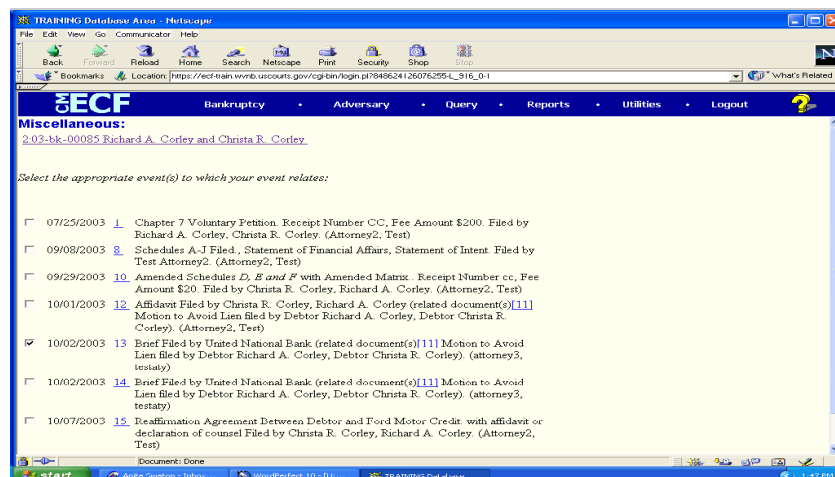 TRAINING Database Area - Netscape
File Edit View Go Communicator Help
Back Forward Reload Home Search Netscape Print Security Shop Stop
Bookmarks Location: https://ecf-train.wvnb.uscourts.gov/cgi-bin/login.pl?848624126076255-L_916_0-1 What's Related
CM ECF Bankruptcy • Adversary • Query • Reports • Utilities • Logout ?
Miscellaneous:
2:03-bk-00085 Richard A. Corley and Christa R. Corley
Select the appropriate event(s) to which your event relates:
07/25/2003 1 Chapter 7 Voluntary Petition. Receipt Number CC, Fee Amount $200. Filed by
Richard A. Corley, Christa R. Corley. (Attorney2, Test)
09/08/2003 8 Schedules A-J Filed., Statement of Financial Affairs, Statement of Intent. Filed by
Test Attorney2. (Attorney2, Test)
09/29/2003 10 Amended Schedules D, E and F with Amended Matrix.. Receipt Number cc, Fee
Amount $20. Filed by Christa R. Corley, Richard A. Corley. (Attorney2, Test)
10/01/2003 12 Affidavit Filed by Christa R. Corley, Richard A. Corley (related document(s)[11]
Motion to Avoid Lien filed by Debtor Richard A. Corley, Debtor Christa R.
Corley). (Attorney2, Test)
10/02/2003 13 Brief Filed by United National Bank (related document(s)[11] Motion to Avoid
Lien filed by Debtor Richard A. Corley, Debtor Christa R. Corley). (attorney3,
testaty)
10/02/2003 14 Brief Filed by United National Bank (related document(s)[11] Motion to Avoid
Lien filed by Debtor Richard A. Corley, Debtor Christa R. Corley). (attorney3,
testaty)
10/07/2003 15 Reaffirmation Agreement Between Debtor and Ford Motor Credit. with affidavit or
declaration of counsel Filed by Christa R. Corley, Richard A. Corley. (Attorney2,
Test)
Document: Done
start Anita Gwaton - Inbox WordPerfect 10 TRAINING Database 1:47 PM